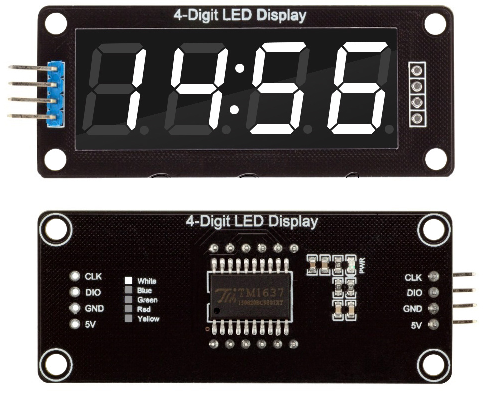 4-Digit LED Display
14:56
4-Digit LED Display
CLK
DIO
GND
5V
White
Blue
Green
Red
Yellow
TM1637
PWR
CLK
DIO
GND
5V